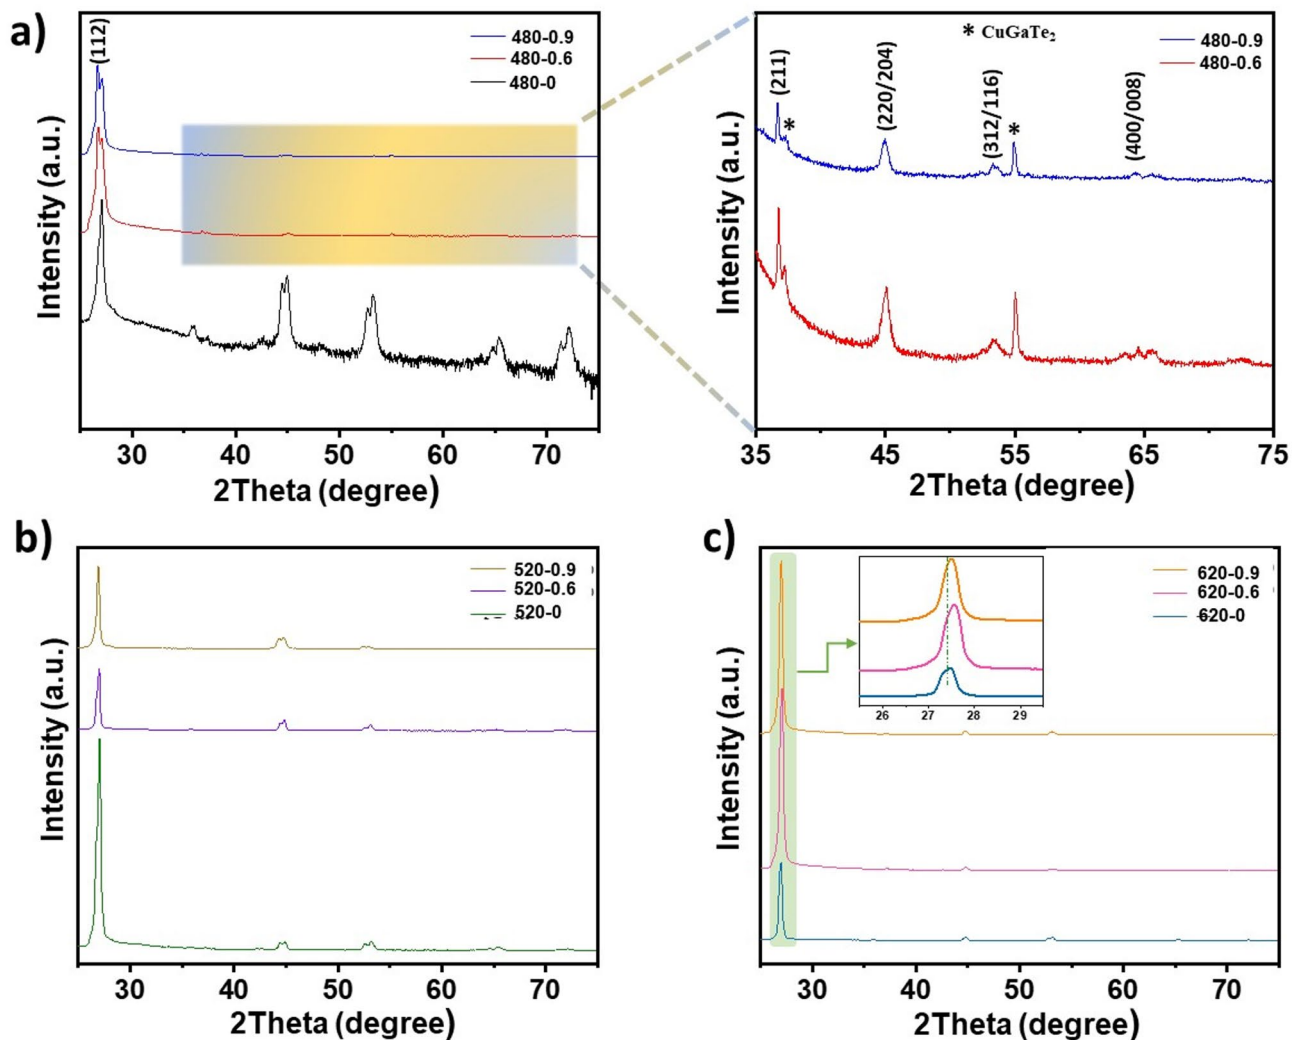 a)
(112)
480-0.9
480-0.6
480-0
Intensity (a.u.)
30 40 50 60 70
2Theta (degree)
* CuGaTe2
480-0.9
480-0.6
(211)
*
(220/204)
(312/116)
*
(400/008)
Intensity (a.u.)
35 45 55 65 75
2Theta (degree)
b)
520-0.9
520-0.6
520-0
Intensity (a.u.)
30 40 50 60 70
2Theta (degree)
c)
620-0.9
620-0.6
620-0
26 27 28 29
Intensity (a.u.)
30 40 50 60 70
2Theta (degree)